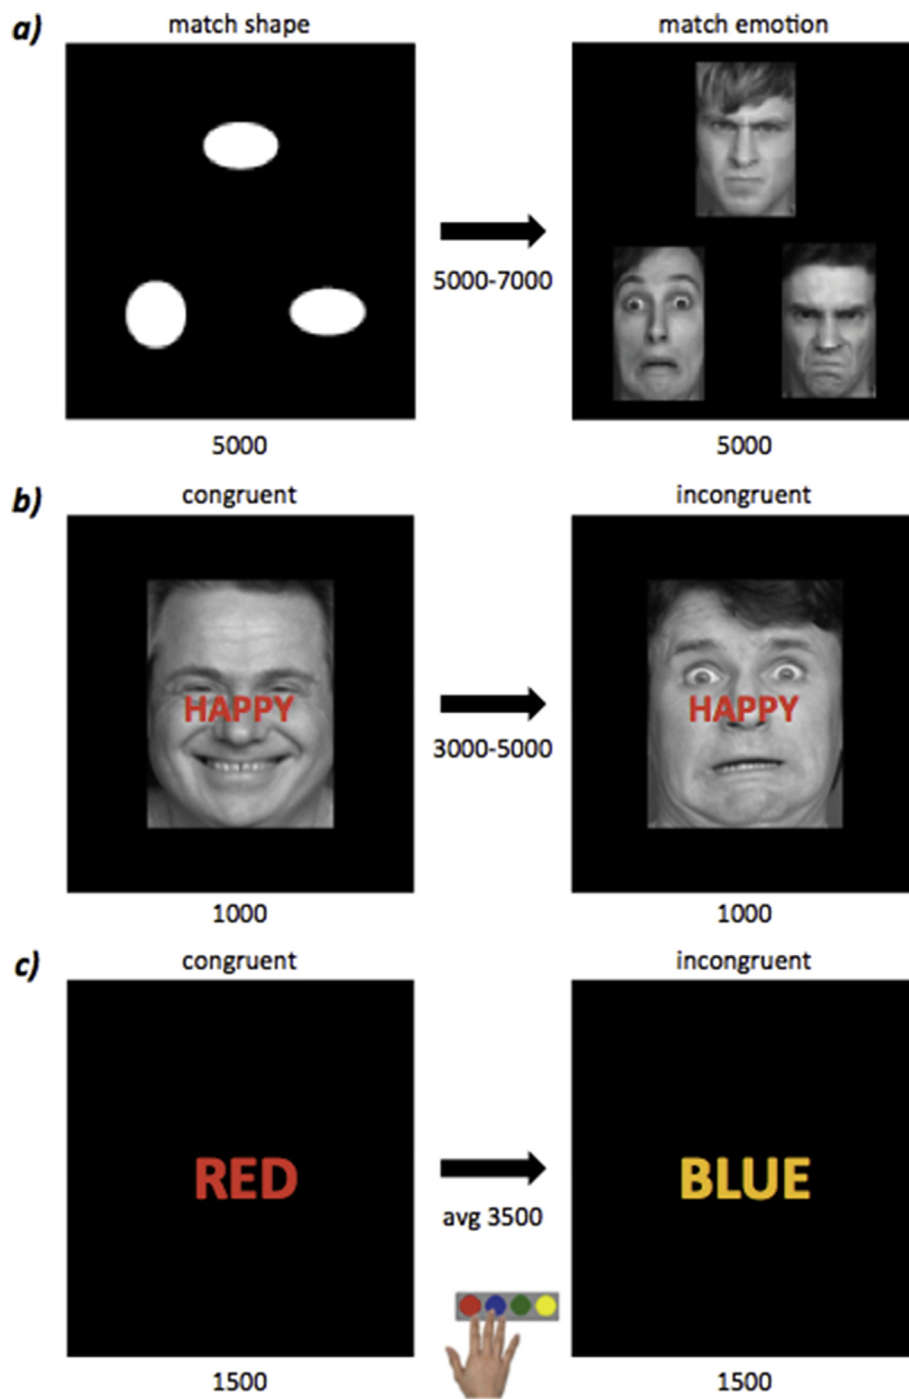 a)
match shape
match emotion
5000-7000
5000
5000
b)
congruent
incongruent
HAPPY
HAPPY
3000-5000
1000
1000
c)
congruent
incongruent
RED
BLUE
avg 3500
1500
1500